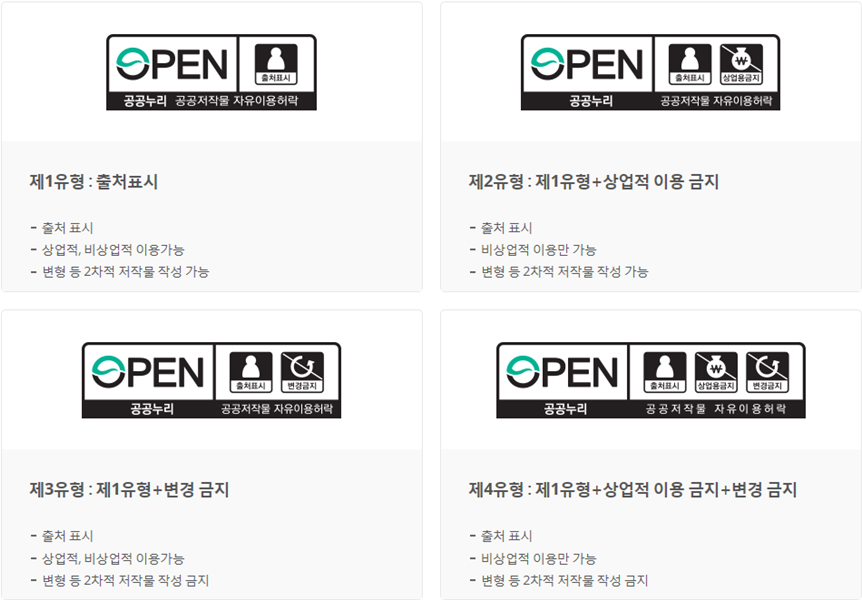 OPEN
출처표시
공공누리 공공저작물 자유이용허락
제1유형 : 출처표시
- 출처 표시
- 상업적, 비상업적 이용가능
- 변형 등 2차적 저작물 작성 가능
OPEN
출처표시 상업용금지
공공누리 공공저작물 자유이용허락
제2유형 : 제1유형+상업적 이용 금지
- 출처 표시
- 비상업적 이용만 가능
- 변형 등 2차적 저작물 작성 가능
OPEN
출처표시 변경금지
공공누리 공공저작물 자유이용허락
제3유형 : 제1유형+변경 금지
- 출처 표시
- 상업적, 비상업적 이용가능
- 변형 등 2차적 저작물 작성 금지
OPEN
출처표시 상업용금지 변경금지
공공누리 공공저작물 자유이용허락
제4유형 : 제1유형+상업적 이용 금지+변경 금지
- 출처 표시
- 비상업적 이용만 가능
- 변형 등 2차적 저작물 작성 금지